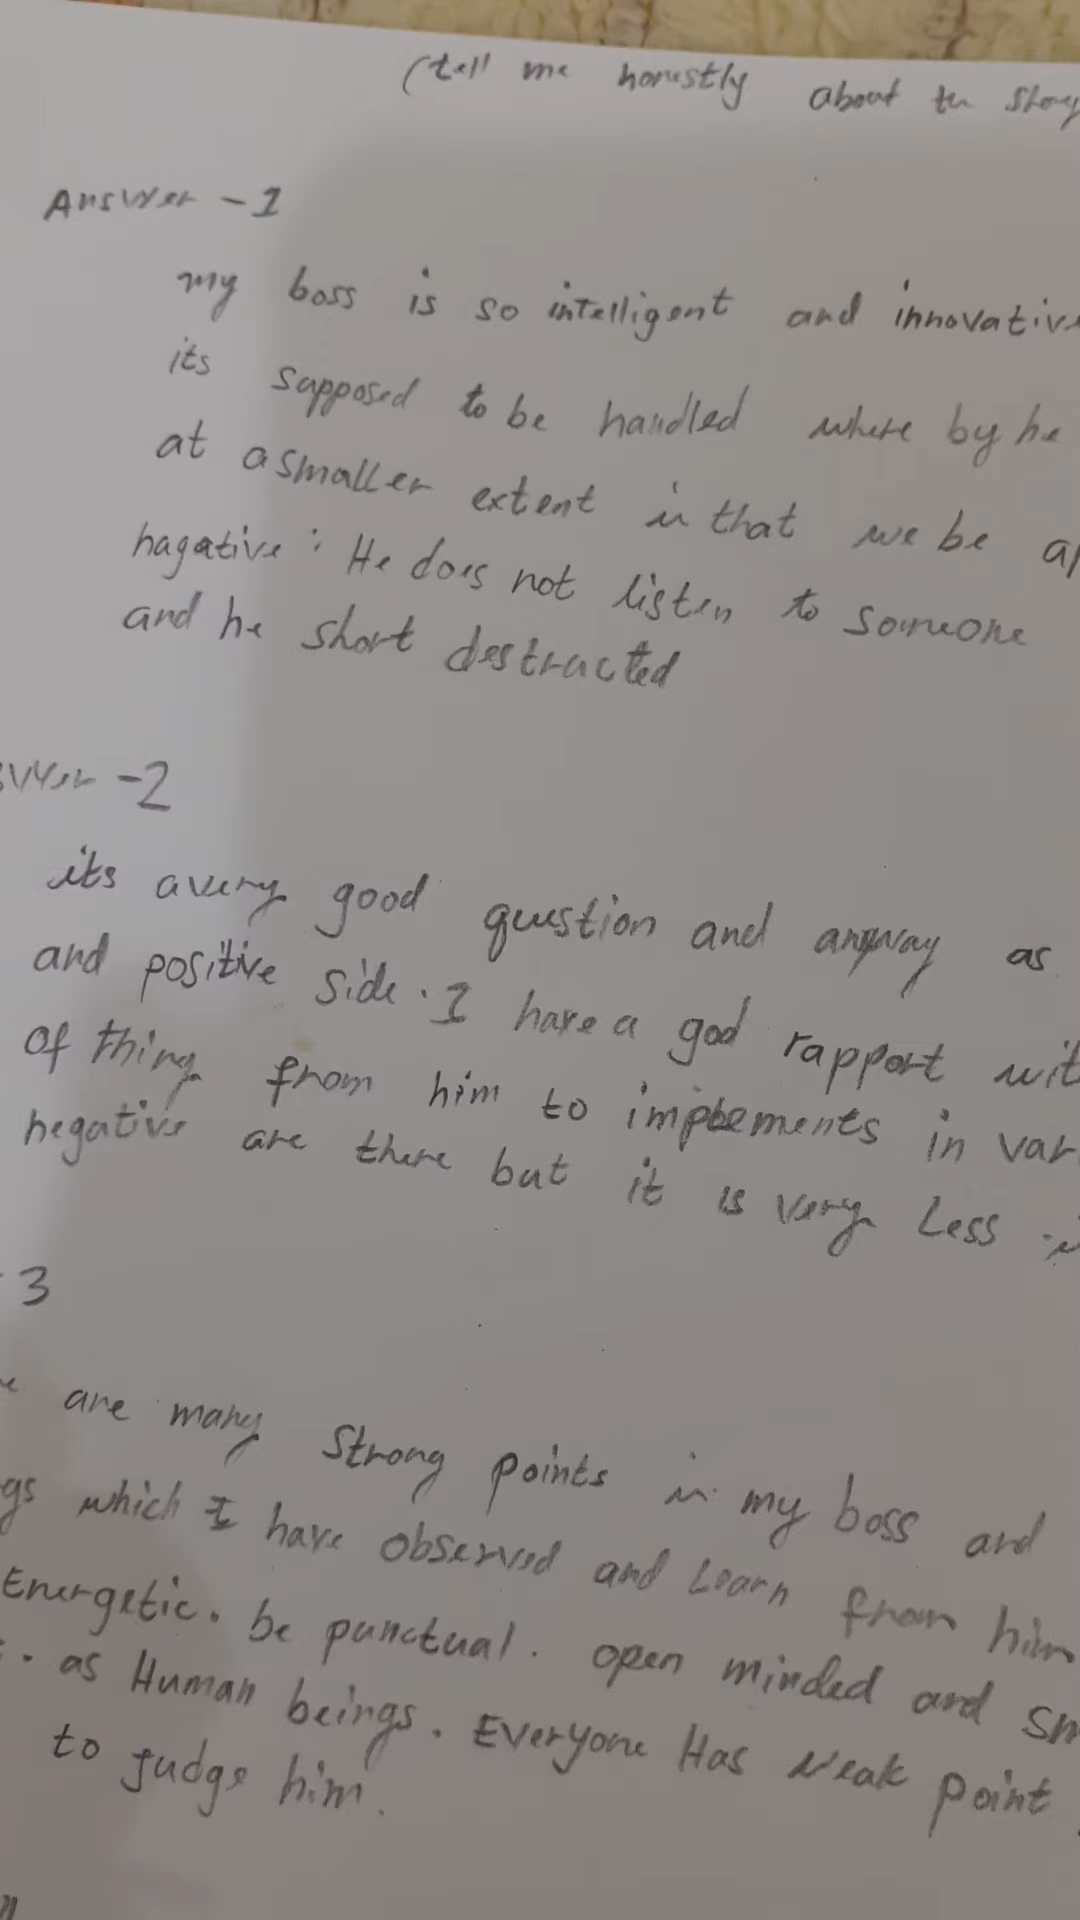 (tell me honestly about the
Answer - 1
my boss is so intelligent and innovative
its supposed to be handled where by he
at a smaller extent in that we be
hagative : He does not listen to someone
and he short destracted
-2
its avery good question and anyway as
and positive side. I have a god rapport
of thing from him to implements in
negative are there but it is very Less
3
are many strong points in my boss and
which I have observed and Learn from him
Energetic. be punctual. open minded and
as Human beings. Everyone Has weak point
to judge him.